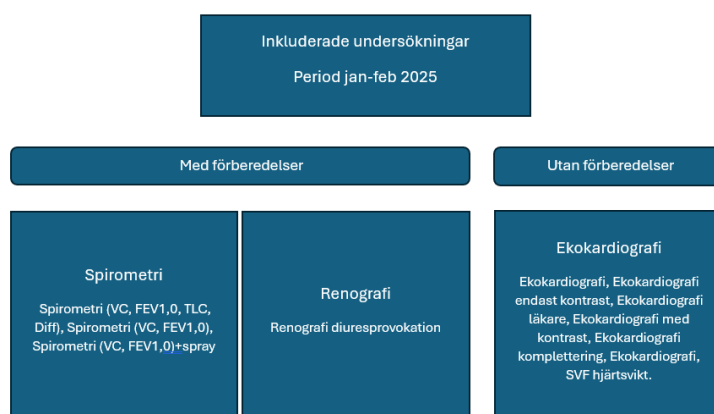 Inkluderade undersökningar
Period jan-feb 2025
Med förberedelser
Utan förberedelser
Spirometri
Spirometri (VC, FEV1,0, TLC,
Diff), Spirometri (VC, FEV1,0),
Spirometri (VC, FEV1,0)+spray
Renografi
Renografi diuresprovokation
Ekokardiografi
Ekokardiografi, Ekokardiografi
endast kontrast, Ekokardiografi
läkare, Ekokardiografi med
kontrast, Ekokardiografi
komplettering, Ekokardiografi,
SVF hjärtsvikt.